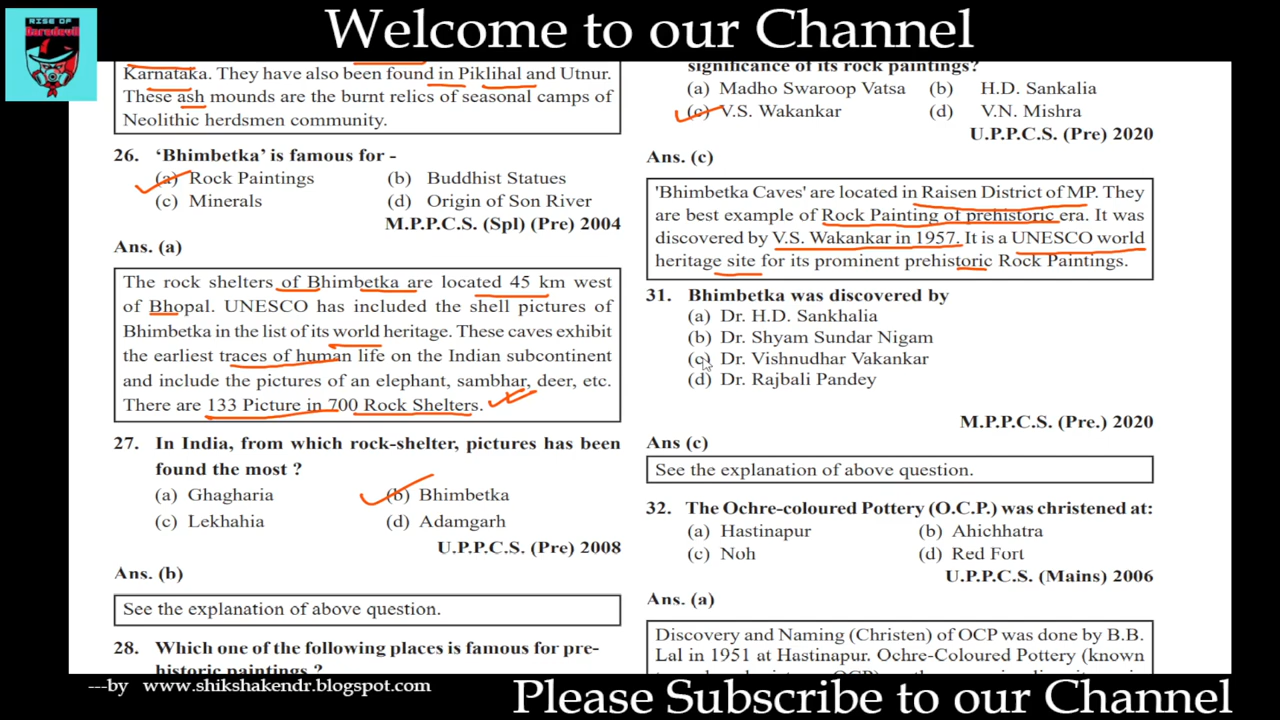 Welcome to our Channel
RISE OF
Daredevil
Karnataka. They have also been found in Piklihal and Utnur.
These ash mounds are the burnt relics of seasonal camps of
Neolithic herdsmen community.
26. 'Bhimbetka' is famous for -
(a) Rock Paintings (b) Buddhist Statues
(c) Minerals (d) Origin of Son River
M.P.P.C.S. (Spl) (Pre) 2004
Ans. (a)
The rock shelters of Bhimbetka are located 45 km west
of Bhopal. UNESCO has included the shell pictures of
Bhimbetka in the list of its world heritage. These caves exhibit
the earliest traces of human life on the Indian subcontinent
and include the pictures of an elephant, sambhar, deer, etc.
There are 133 Picture in 700 Rock Shelters.
27. In India, from which rock-shelter, pictures has been
found the most ?
(a) Ghagharia (b) Bhimbetka
(c) Lekhahia (d) Adamgarh
U.P.P.C.S. (Pre) 2008
Ans. (b)
See the explanation of above question.
28. Which one of the following places is famous for pre-
historic paintings ?
significance of its rock paintings?
(a) Madho Swaroop Vatsa (b) H.D. Sankalia
(c) V.S. Wakankar (d) V.N. Mishra
U.P.P.C.S. (Pre) 2020
Ans. (c)
'Bhimbetka Caves' are located in Raisen District of MP. They
are best example of Rock Painting of prehistoric era. It was
discovered by V.S. Wakankar in 1957. It is a UNESCO world
heritage site for its prominent prehistoric Rock Paintings.
31. Bhimbetka was discovered by
(a) Dr. H.D. Sankhalia
(b) Dr. Shyam Sundar Nigam
(c) Dr. Vishnudhar Vakankar
(d) Dr. Rajbali Pandey
M.P.P.C.S. (Pre.) 2020
Ans (c)
See the explanation of above question.
32. The Ochre-coloured Pottery (O.C.P.) was christened at:
(a) Hastinapur (b) Ahichhatra
(c) Noh (d) Red Fort
U.P.P.C.S. (Mains) 2006
Ans. (a)
Discovery and Naming (Christen) of OCP was done by B.B.
Lal in 1951 at Hastinapur. Ochre-Coloured Pottery (known
---by www.shikshakendr.blogspot.com
Please Subscribe to our Channel